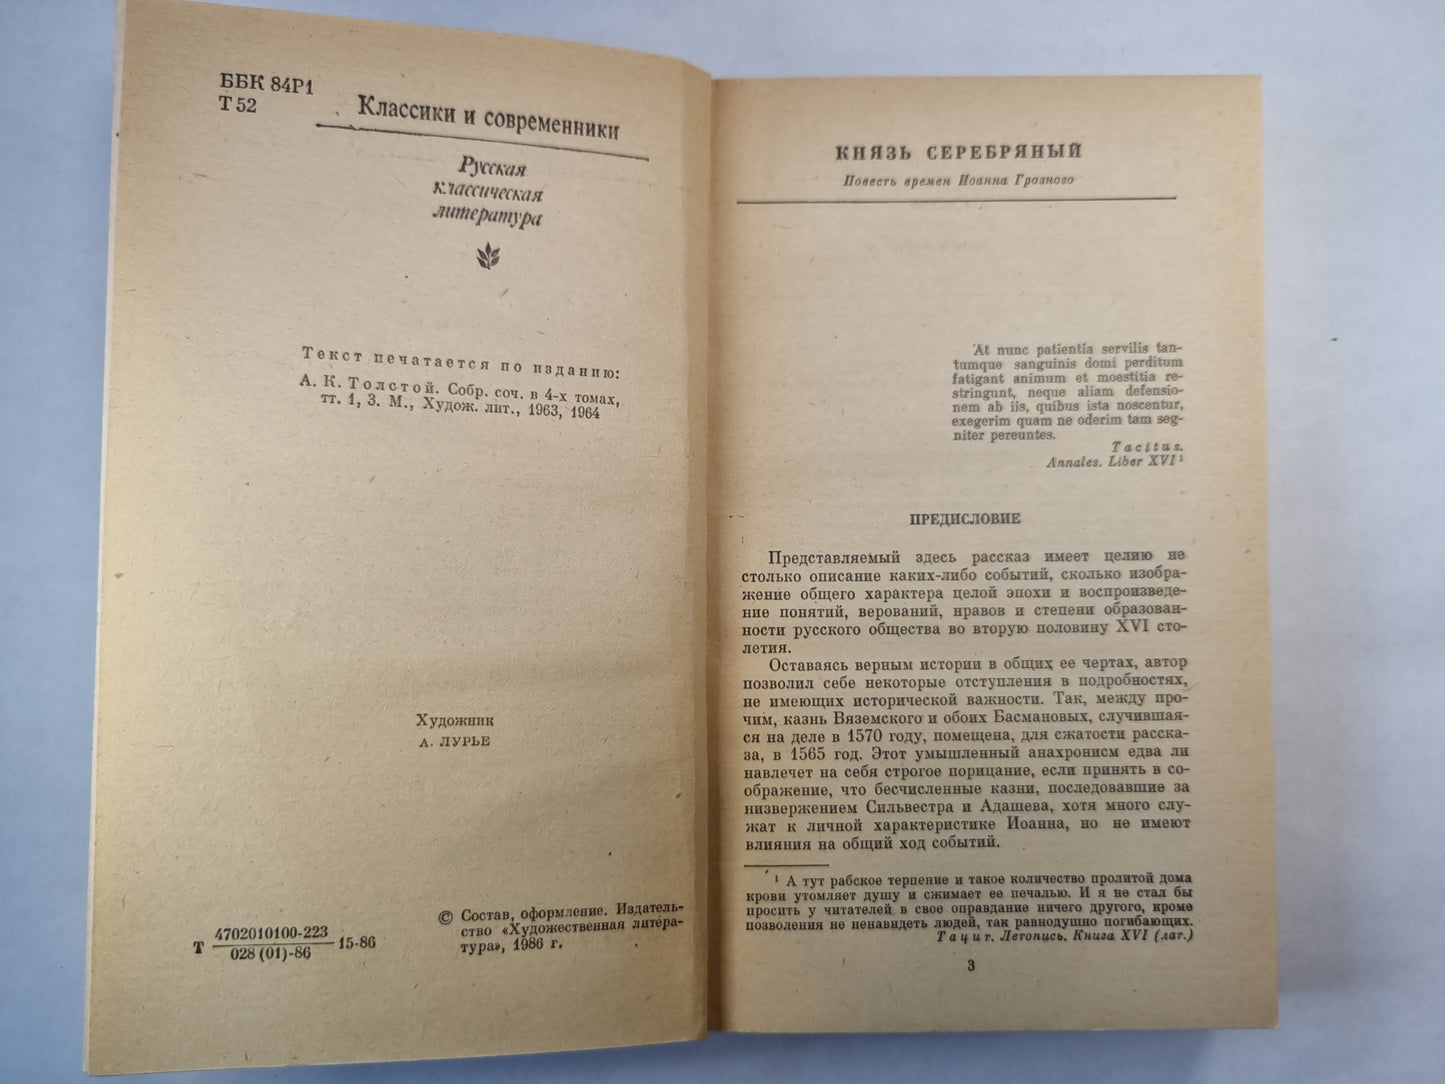 ББК 84Р1
Т 52
Классики и современники
Русская
классическая
литература
Текст печатается по изданию:
А. К. Толстой. Собр. соч. в 4-х томах,
тт. 1, 3. М., Худож. лит., 1963, 1964
Художник
А. ЛУРЬЕ
Т 4702010100-223 15-86
028 (01)-86
© Состав, оформление. Издатель-
ство «Художественная литера-
тура», 1986 г.
КНЯЗЬ СЕРЕБРЯНЫЙ
Повесть времен Иоанна Грозного
At nunc patientia servilis tan-
tumque sanguinis domi perditum
fatigant animum et moestitia re-
stringunt, neque aliam defensio-
nem ab iis, quibus ista noscentur,
exegerim quam ne oderim tam seg-
niter pereuntes.
Tacitus.
Annales. Liber XVI ¹
ПРЕДИСЛОВИЕ
Представляемый здесь рассказ имеет целию не
столько описание каких-либо событий, сколько изобра-
жение общего характера целой эпохи и воспроизведе-
ние понятий, верований, нравов и степени образован-
ности русского общества во вторую половину XVI сто-
летия.
Оставаясь верным истории в общих ее чертах, автор
позволил себе некоторые отступления в подробностях,
не имеющих исторической важности. Так, между про-
чим, казнь Вяземского и обоих Басмановых, случившая-
ся на деле в 1570 году, помещена, для сжатости расска-
за, в 1565 год. Этот умышленный анахронисм едва ли
навлечет на себя строгое порицание, если принять в со-
ображение, что бесчисленные казни, последовавшие за
низвержением Сильвестра и Адашева, хотя много слу-
жат к личной характеристике Иоанна, но не имеют
влияния на общий ход событий.
¹ А тут рабское терпение и такое количество пролитой дома
крови утомляет душу и сжимает ее печалью. И я не стал бы
просить у читателей в свое оправдание ничего другого, кроме
позволения не ненавидеть людей, так равнодушно погибающих.
Тацит. Летопись. Книга XVI (лат.)
3